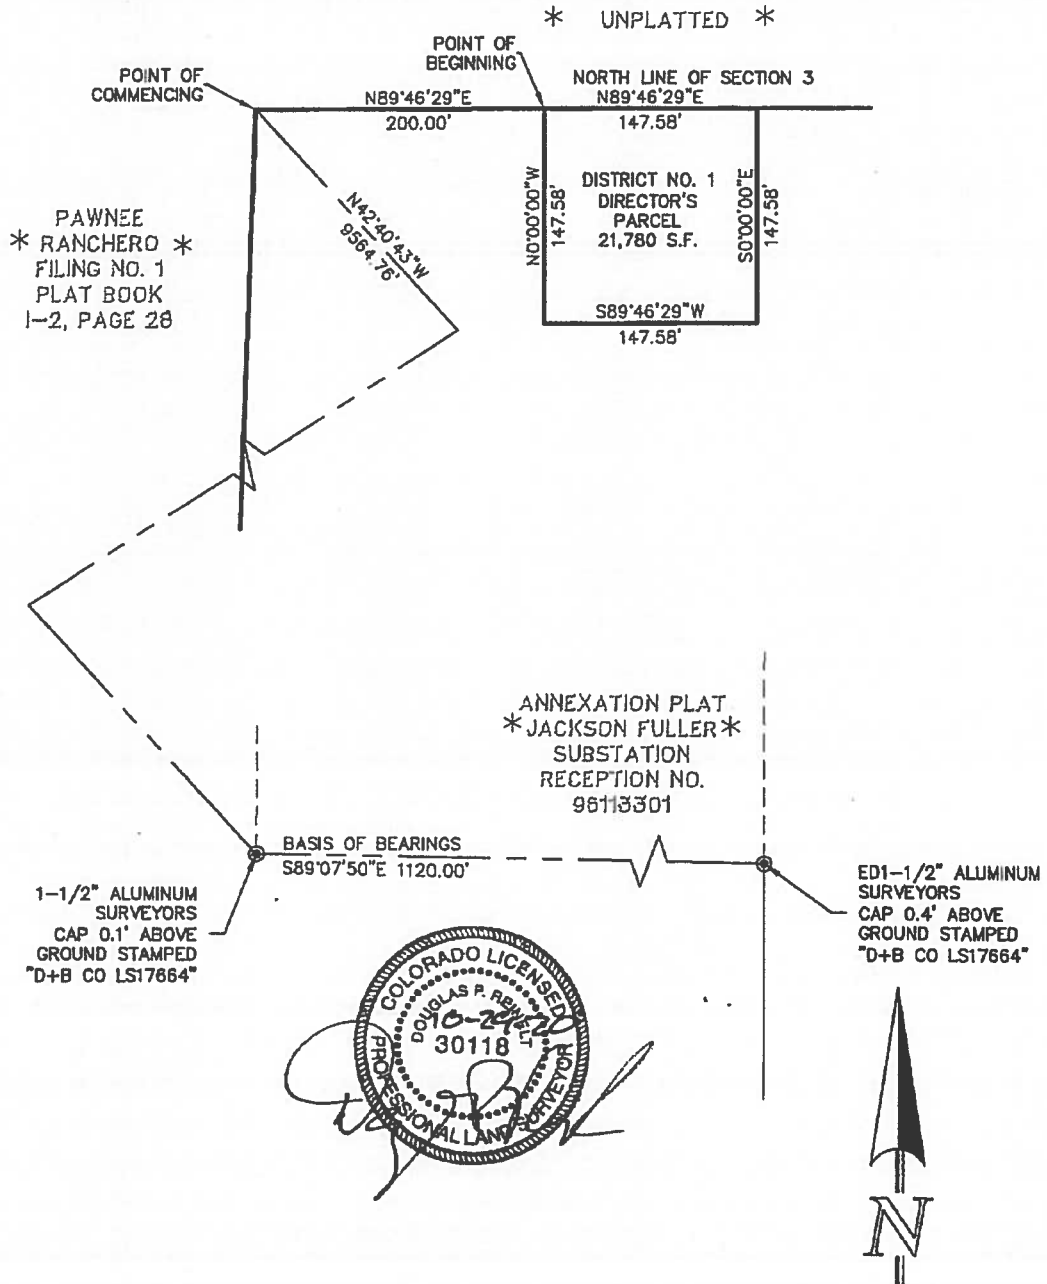 * UNPLATTED *
POINT OF
BEGINNING
POINT OF
COMMENCING
NORTH LINE OF SECTION 3
N89°46'29"E
200.00'
N89°46'29"E
147.58'
N0°00'00"W
147.58'
DISTRICT NO. 1
DIRECTOR'S
PARCEL
21,780 S.F.
S0°00'00"E
147.58'
S89°46'29"W
147.58'
N42°40'43"W
9564.76'
PAWNEE
* RANCHERO *
FILING NO. 1
PLAT BOOK
I-2, PAGE 28
ANNEXATION PLAT
* JACKSON FULLER *
SUBSTATION
RECEPTION NO.
96113301
BASIS OF BEARINGS
S89°07'50"E 1120.00'
1-1/2" ALUMINUM
SURVEYORS
CAP 0.1' ABOVE
GROUND STAMPED
"D+B CO LS17664"
ED1-1/2" ALUMINUM
SURVEYORS
CAP 0.4' ABOVE
GROUND STAMPED
"D+B CO LS17664"
COLORADO LICENSED
DOUGLAS P. REINELT
30118
PROFESSIONAL LAND SURVEYOR
N